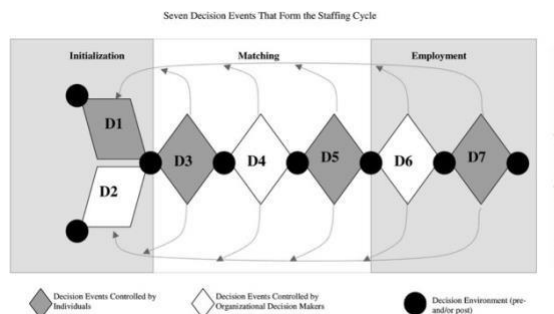 Seven Decision Events That Form the Staffing Cycle
Initialization
Matching
Employment
D1
D2
D3
D4
D5
D6
D7
Decision Events Controlled by
Individuals
Decision Events Controlled by
Organizational Decision Makers
Decision Environment (pre-
and/or post)